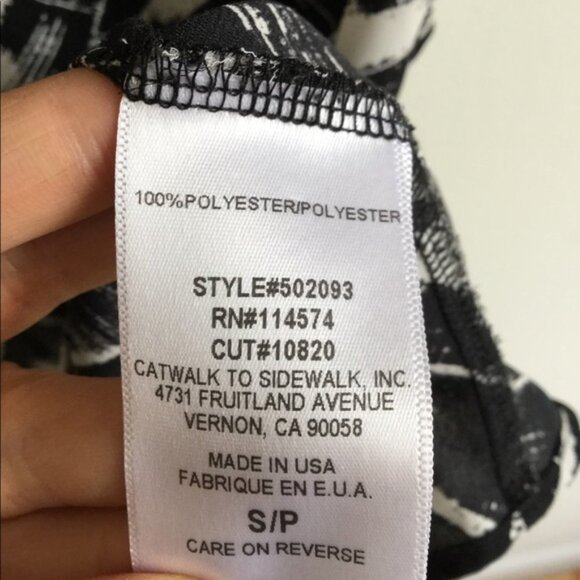 100%POLYESTER/POLYESTER
STYLE#502093
RN#114574
CUT#10820
CATWALK TO SIDEWALK, INC.
4731 FRUITLAND AVENUE
VERNON, CA 90058
MADE IN USA
FABRIQUE EN E.U.A.
S/P
CARE ON REVERSE